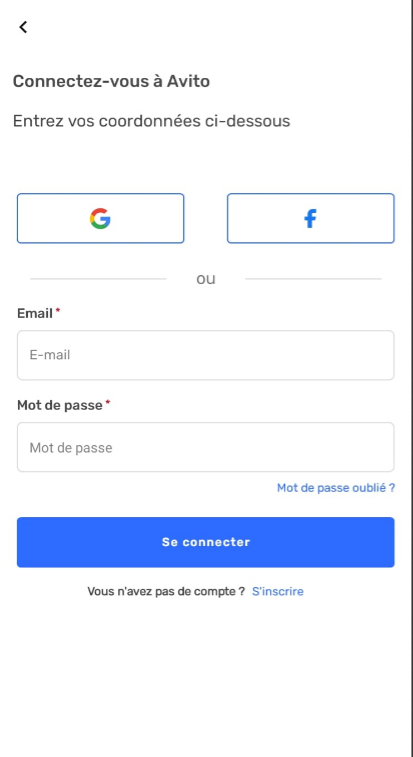 Connectez-vous à Avito
Entrez vos coordonnées ci-dessous
ou
Email *
E-mail
Mot de passe *
Mot de passe
Mot de passe oublié ?
Se connecter
Vous n'avez pas de compte ? S'inscrire